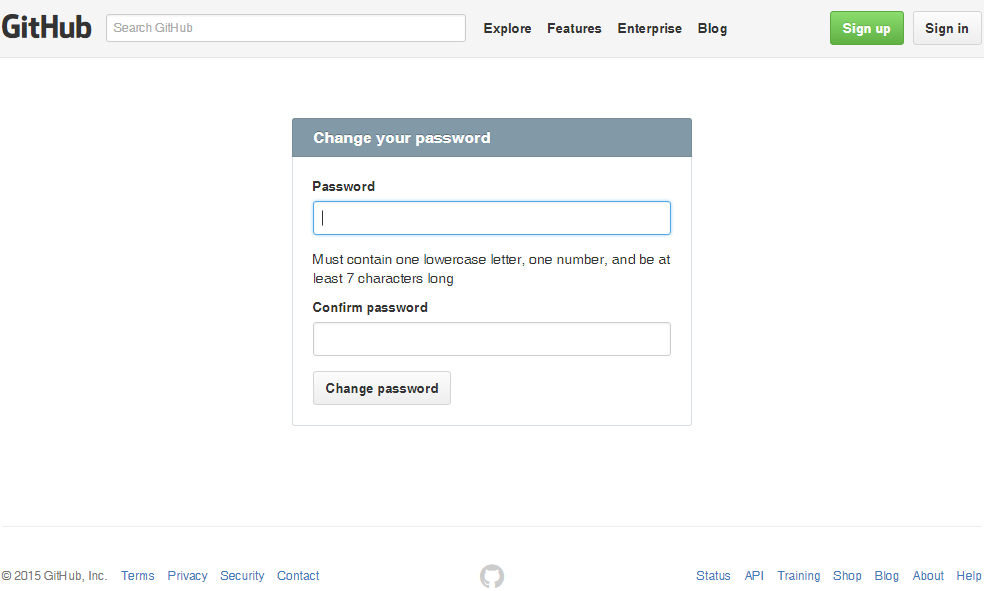 GitHub Search GitHub Explore Features Enterprise Blog Sign up Sign in
Change your password
Password
Must contain one lowercase letter, one number, and be at
least 7 characters long
Confirm password
Change password
© 2015 GitHub, Inc. Terms Privacy Security Contact Status API Training Shop Blog About Help